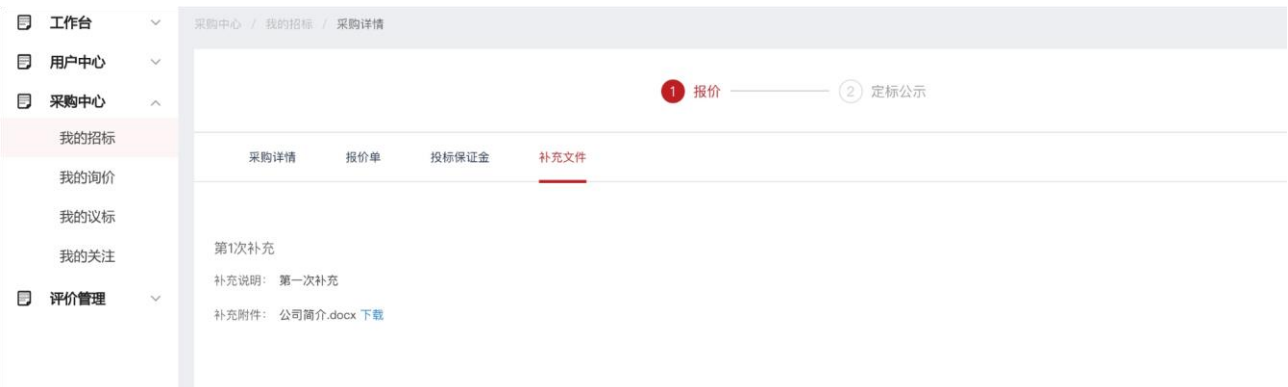 工作台
用户中心
采购中心
我的招标
我的询价
我的议标
我的关注
评价管理
采购中心 / 我的招标 / 采购详情
1 报价 2 定标公示
采购详情 报价单 投标保证金 补充文件
第1次补充
补充说明: 第一次补充
补充附件: 公司简介.docx 下载